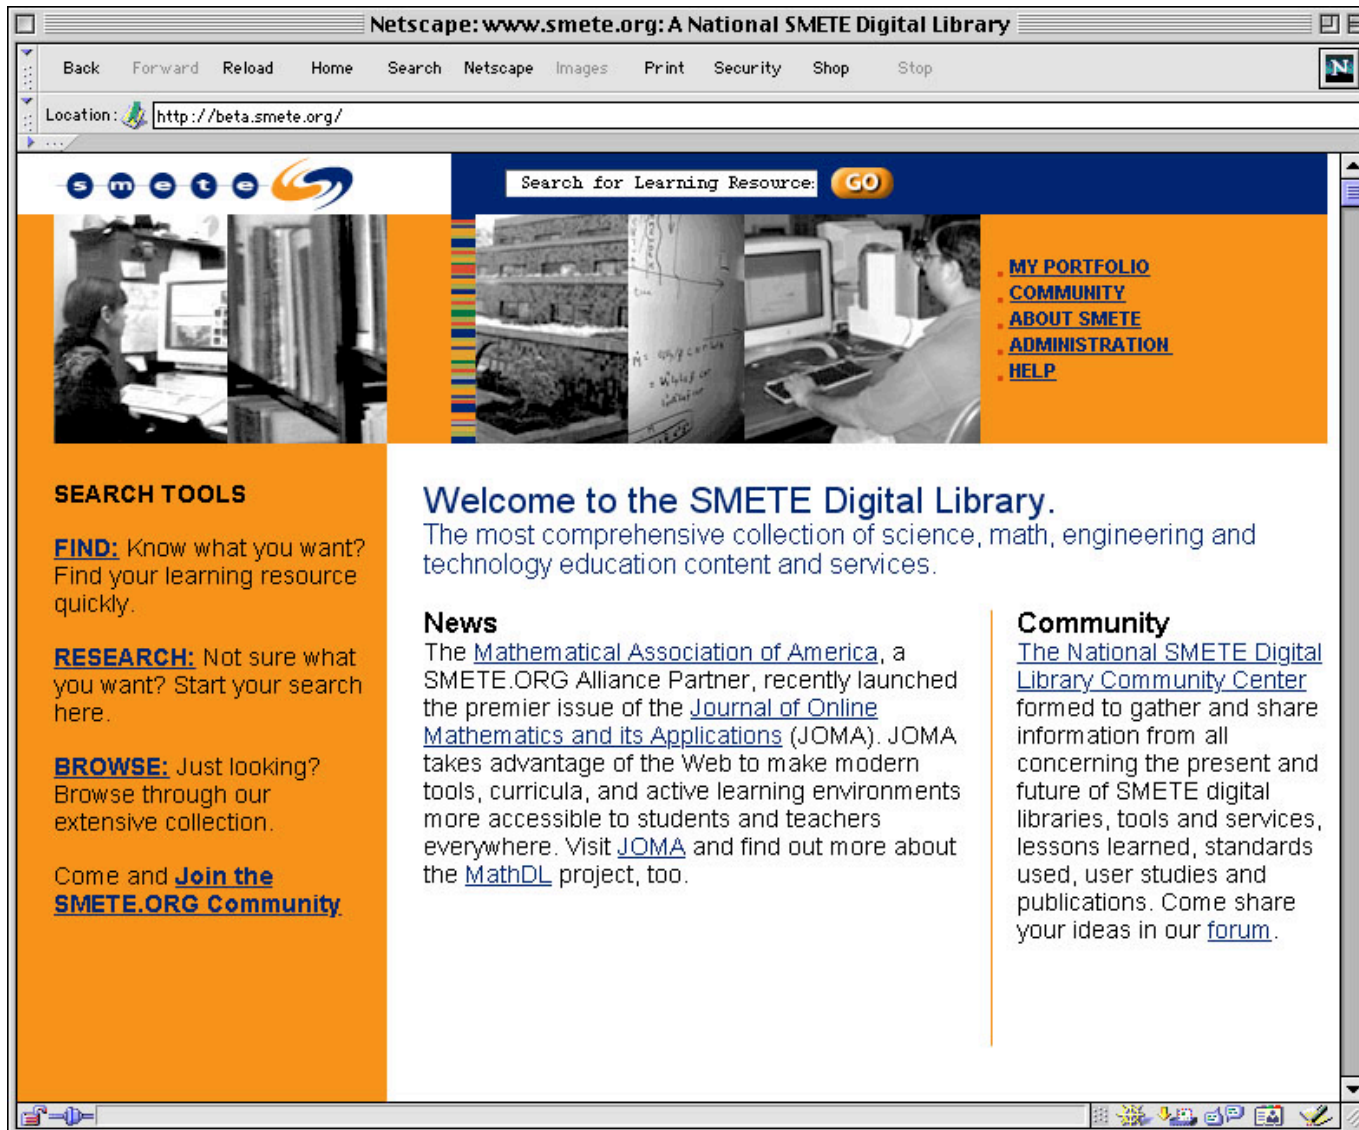 Netscape: www.smete.org: A National SMETE Digital Library
Back Forward Reload Home Search Netscape Images Print Security Shop Stop
N
Location: http://beta.smete.org/
smete
Search for Learning Resource:
GO
MY PORTFOLIO
COMMUNITY
ABOUT SMETE
ADMINISTRATION
HELP
SEARCH TOOLS
FIND: Know what you want?
Find your learning resource
quickly.
RESEARCH: Not sure what
you want? Start your search
here.
BROWSE: Just looking?
Browse through our
extensive collection.
Come and Join the
SMETE.ORG Community
Welcome to the SMETE Digital Library.
The most comprehensive collection of science, math, engineering and
technology education content and services.
News
The Mathematical Association of America, a
SMETE.ORG Alliance Partner, recently launched
the premier issue of the Journal of Online
Mathematics and its Applications (JOMA). JOMA
takes advantage of the Web to make modern
tools, curricula, and active learning environments
more accessible to students and teachers
everywhere. Visit JOMA and find out more about
the MathDL project, too.
Community
The National SMETE Digital
Library Community Center
formed to gather and share
information from all
concerning the present and
future of SMETE digital
libraries, tools and services,
lessons learned, standards
used, user studies and
publications. Come share
your ideas in our forum.